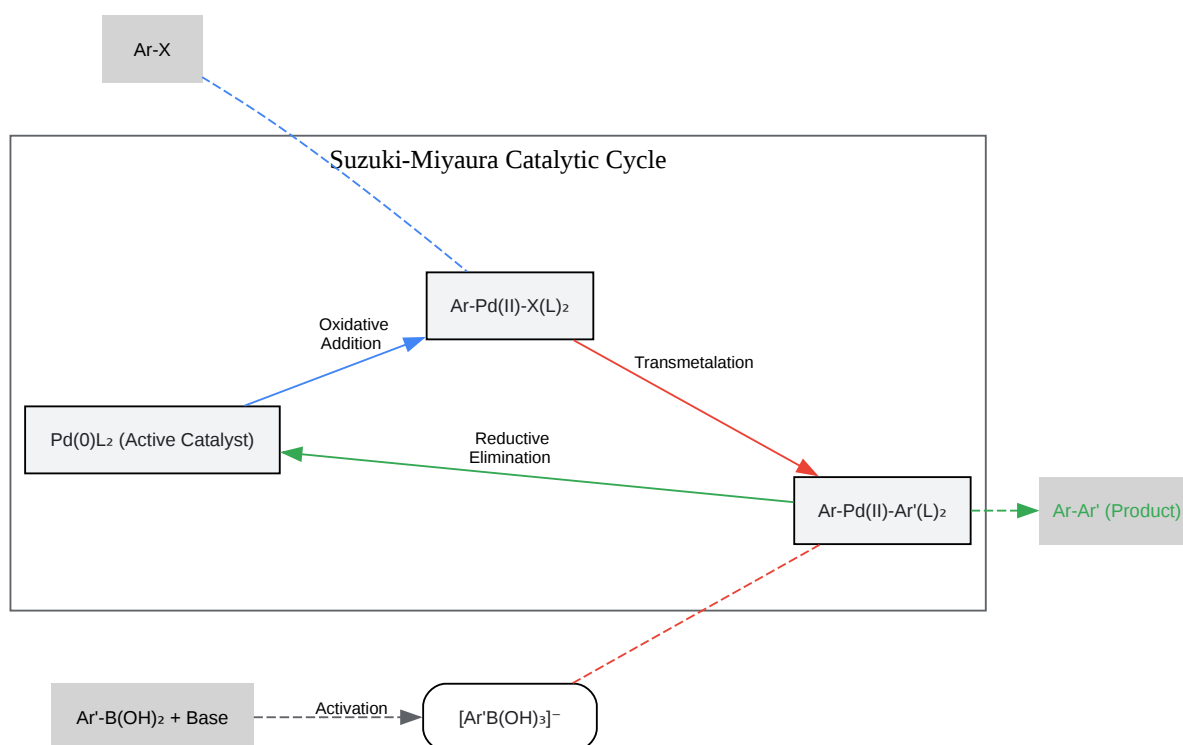 Ar-X
Suzuki-Miyaura Catalytic Cycle
Ar-Pd(II)-X(L)₂
Oxidative
Addition
Transmetalation
Pd(0)L₂ (Active Catalyst)
Reductive
Elimination
Ar-Pd(II)-Ar'(L)₂
Ar-Ar' (Product)
Ar'-B(OH)₂ + Base
Activation
[Ar'B(OH)₃]⁻